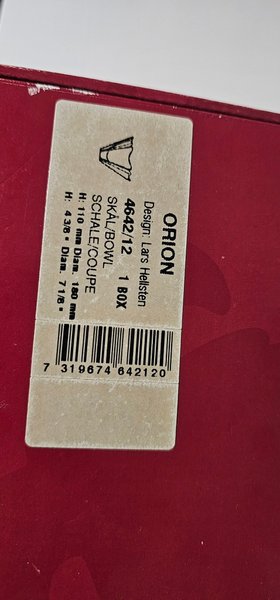 ORION
Design: Lars Hellsten
4642/12 1 BOX
SKÅL/BOWL
SCHALE/COUPE
H: 110 mm Diam. 180 mm
H: 4 3/8" Diam. 7 1/8"
7 319674 642120